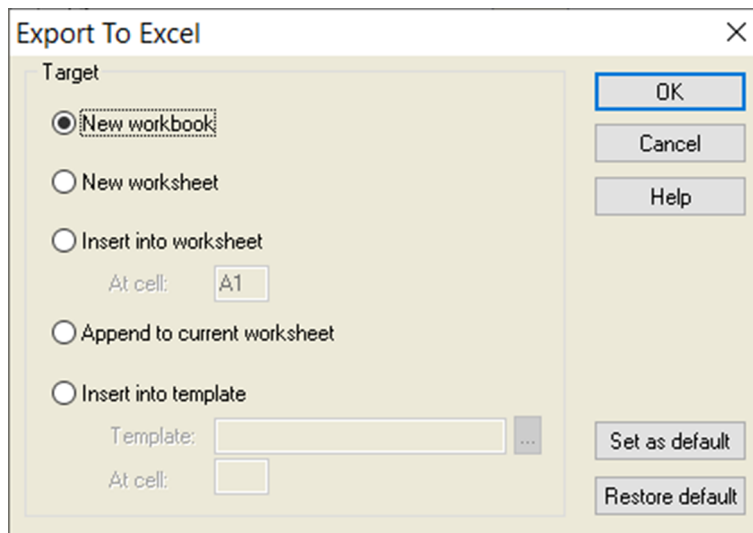 Export To Excel
Target
New workbook
New worksheet
Insert into worksheet
At cell: A1
Append to current worksheet
Insert into template
Template: ...
At cell:
OK
Cancel
Help
Set as default
Restore default